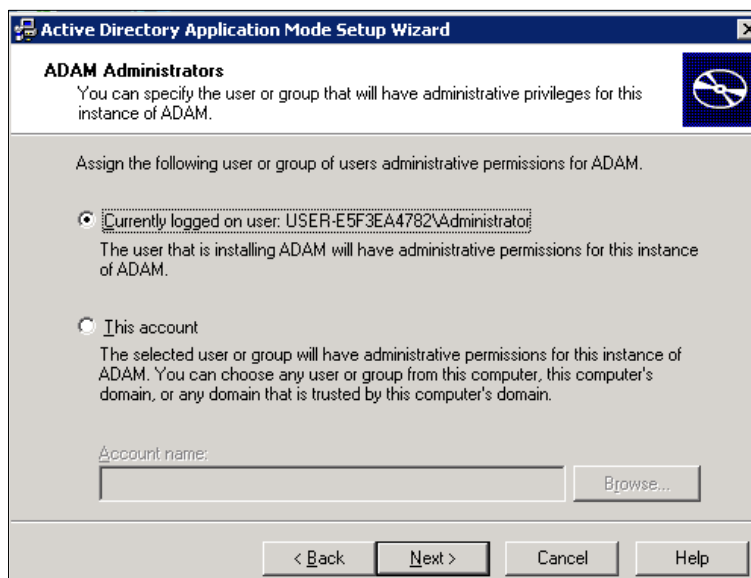 Active Directory Application Mode Setup Wizard
ADAM Administrators
You can specify the user or group that will have administrative privileges for this
instance of ADAM.
Assign the following user or group of users administrative permissions for ADAM.
Currently logged on user: USER-E5F3EA4782\Administrator
The user that is installing ADAM will have administrative permissions for this instance
of ADAM.
This account
The selected user or group will have administrative permissions for this instance of
ADAM. You can choose any user or group from this computer, this computer's
domain, or any domain that is trusted by this computer's domain.
Account name:
Browse...
< Back Next > Cancel Help